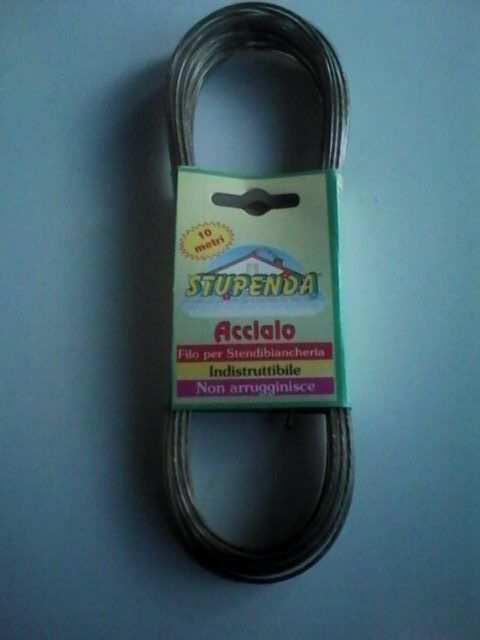 10
metri
STUPENDA
Acciaio
Filo per Stendibiancheria
Indistruttibile
Non arrugginisce